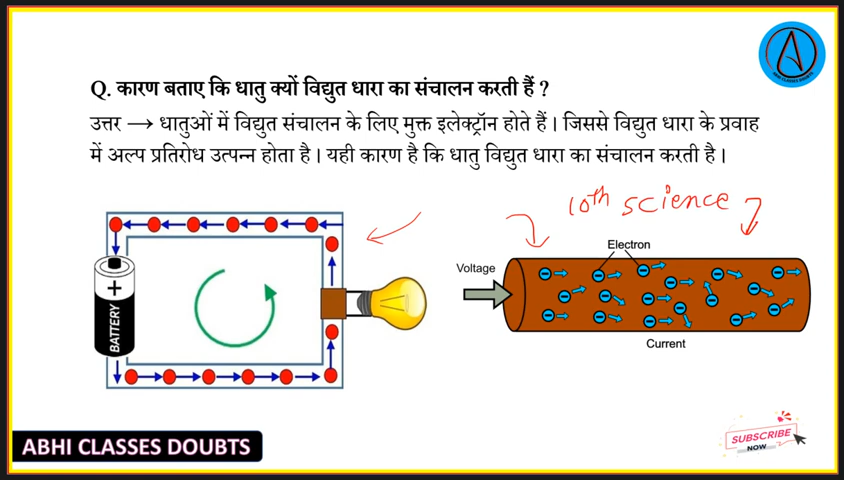 Q. कारण बताए कि धातु क्यों विद्युत धारा का संचालन करती हैं ?
उत्तर → धातुओं में विद्युत संचालन के लिए मुक्त इलेक्ट्रॉन होते हैं। जिससे विद्युत धारा के प्रवाह
में अल्प प्रतिरोध उत्पन्न होता है। यही कारण है कि धातु विद्युत धारा का संचालन करती है।
10th science
Electron
Voltage
+
BATTERY
Current
ABHI CLASSES DOUBTS
SUBSCRIBE
NOW